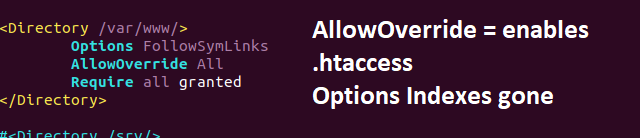 <Directory /var/www/>
Options FollowSymLinks
AllowOverride All
Require all granted
</Directory>
#<Directory /srv/>
AllowOverride = enables
.htaccess
Options Indexes gone